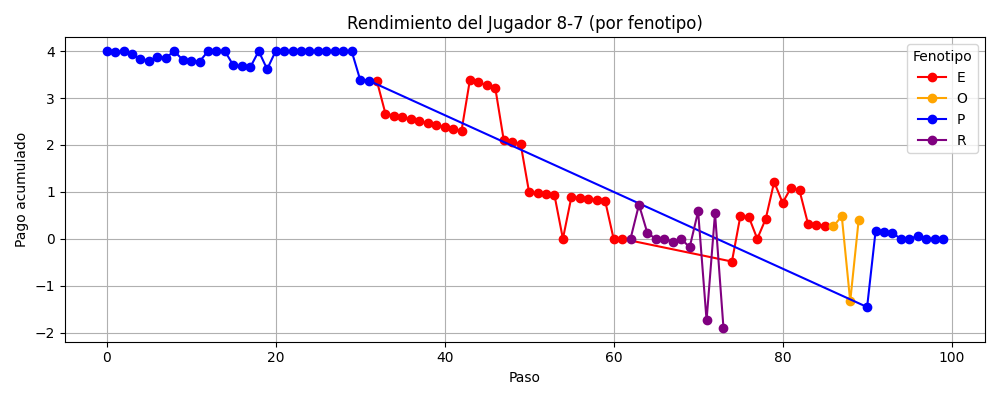 Rendimiento del Jugador 8-7 (por fenotipo)
Pago acumulado
4
3
2
1
0
−1
−2
Fenotipo
E
O
P
R
0
20
40
60
80
100
Paso